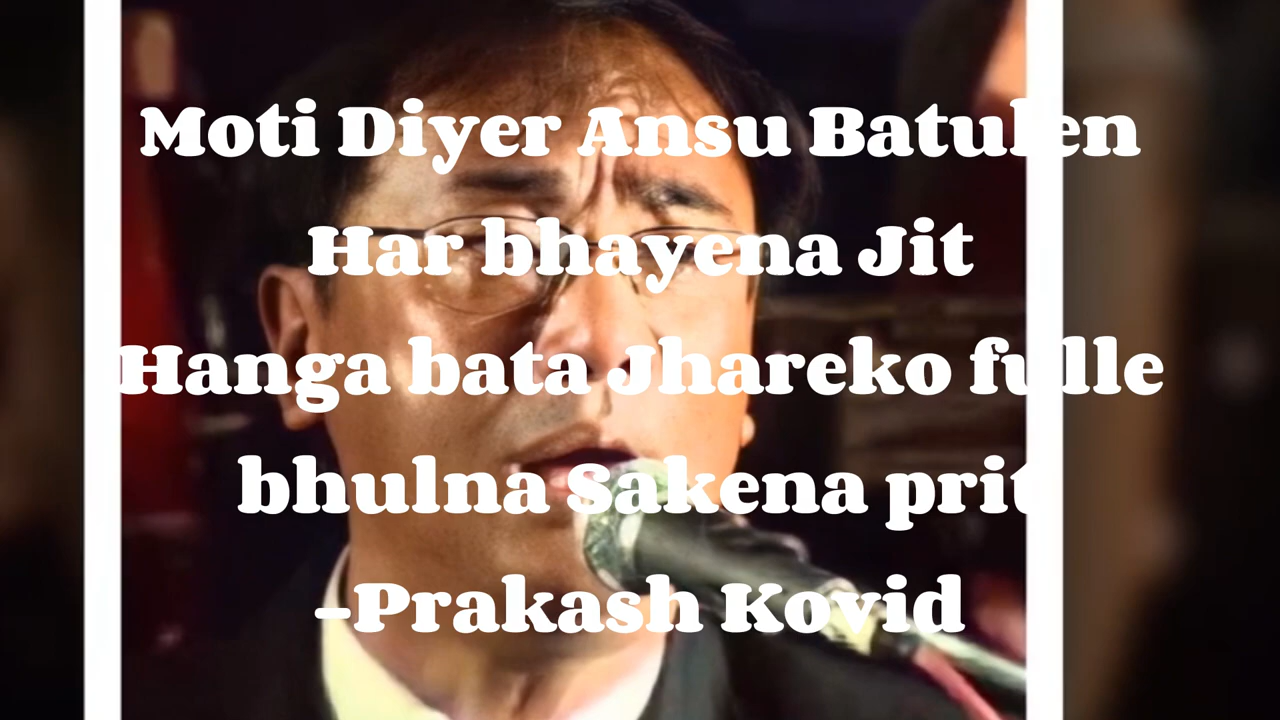 Moti Diyer Ansu Batulen
Har bhayena Jit
Hanga bata Jhareko fulle
bhulna Sakena prit
-Prakash Kovid